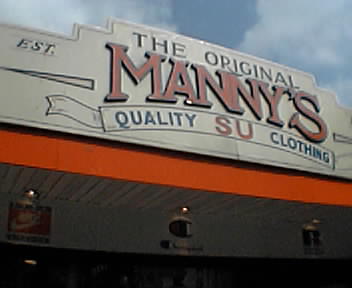 EST.
THE ORIGINAL
MANNY'S
QUALITY SU CLOTHING